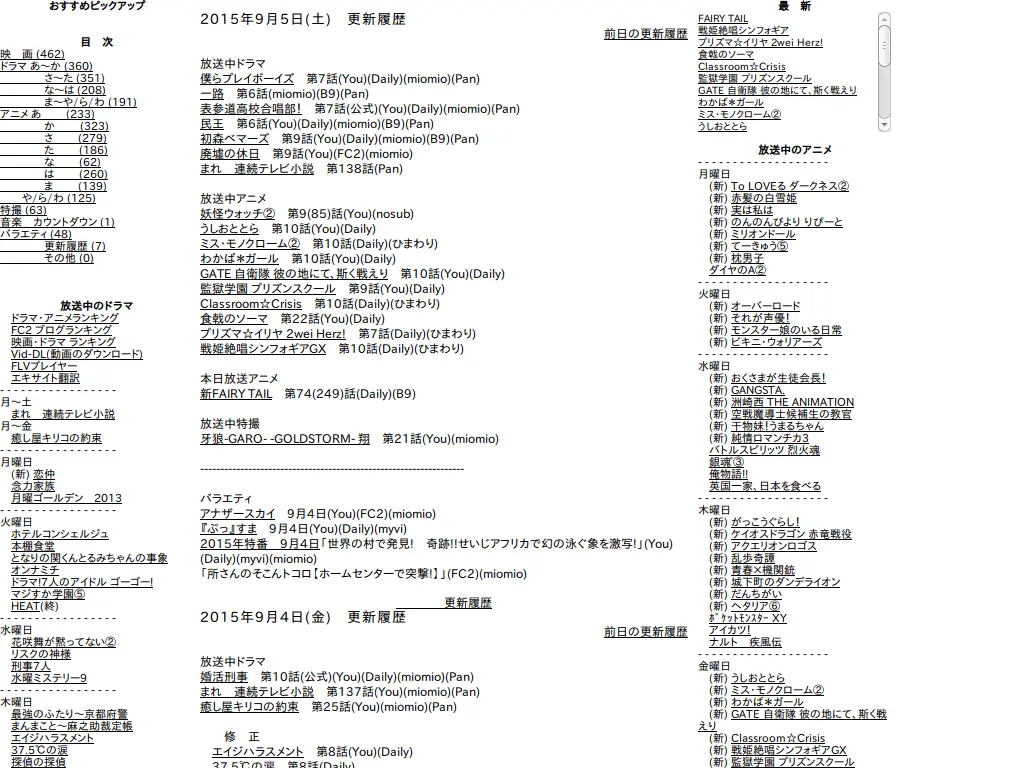 おすすめピックアップ
目　次
映　画 (462)
ドラマ あ～か (360)
さ～た (351)
な～は (208)
ま～や/ら/わ (191)
アニメ あ　　(233)
か　　(323)
さ　　(279)
た　　(186)
な　　(62)
は　　(260)
ま　　(139)
や/ら/わ (125)
特撮 (63)
音楽　カウントダウン (1)
バラエティ (48)
更新履歴 (7)
その他 (0)
放送中のドラマ
ドラマ・アニメランキング
FC2 ブログランキング
映画・ドラマ ランキング
Vid-DL(動画のダウンロード)
FLVプレイヤー
エキサイト翻訳
- - - - - - - - - - - - - - - - - -
月～土
まれ　連続テレビ小説
月～金
癒し屋キリコの約束
- - - - - - - - - - - - - - - - - -
月曜日
(新) 恋仲
念力家族
月曜ゴールデン　2013
- - - - - - - - - - - - - - - - - -
火曜日
ホテルコンシェルジュ
本棚食堂
となりの関くんとるみちゃんの事象
オンナミチ
ドラマ!7人のアイドル ゴーゴー!
マジすか学園⑤
HEAT(終)
- - - - - - - - - - - - - - - - - -
水曜日
花咲舞が黙ってない②
リスクの神様
刑事7人
水曜ミステリー9
- - - - - - - - - - - - - - - - - -
木曜日
最強のふたり～京都府警
まんまこと～麻之助裁定帳
エイジハラスメント
37.5℃の涙
探偵の探偵
2015年9月5日(土)　更新履歴
前日の更新履歴
放送中ドラマ
僕らプレイボーイズ　第7話(You)(Daily)(miomio)(Pan)
一路　第6話(miomio)(B9)(Pan)
表参道高校合唱部！　第7話(公式)(You)(Daily)(miomio)(Pan)
民王　第6話(You)(Daily)(miomio)(B9)(Pan)
初森ベマーズ　第9話(You)(Daily)(miomio)(B9)(Pan)
廃墟の休日　第9話(You)(FC2)(miomio)
まれ　連続テレビ小説　第138話(Pan)
放送中アニメ
妖怪ウォッチ②　第9(85)話(You)(nosub)
うしおととら　第10話(You)(Daily)
ミス・モノクローム②　第10話(Daily)(ひまわり)
わかば＊ガール　第10話(You)(Daily)
GATE 自衛隊 彼の地にて、斯く戦えり　第10話(You)(Daily)
監獄学園 プリズンスクール　第9話(You)(Daily)
Classroom☆Crisis　第10話(Daily)(ひまわり)
食戟のソーマ　第22話(You)(Daily)
プリズマ☆イリヤ 2wei Herz!　第7話(Daily)(ひまわり)
戦姫絶唱シンフォギアGX　第10話(Daily)(ひまわり)
本日放送アニメ
新FAIRY TAIL　第74(249)話(Daily)(B9)
放送中特撮
牙狼-GARO- -GOLDSTORM- 翔　第21話(You)(miomio)
------------------------------------------------------------------
バラエティ
アナザースカイ　9月4日(You)(FC2)(miomio)
『ぷっ』すま　9月4日(You)(Daily)(myvi)
2015年特番　9月4日「世界の村で発見!　奇跡!!せいじアフリカで幻の泳ぐ象を激写!」(You)
(Daily)(myvi)(miomio)
「所さんのそこんトコロ【ホームセンターで突撃!】」(FC2)(miomio)
更新履歴
2015年9月4日(金)　更新履歴
前日の更新履歴
放送中ドラマ
婚活刑事　第10話(公式)(You)(Daily)(miomio)(Pan)
まれ　連続テレビ小説　第137話(You)(miomio)(Pan)
癒し屋キリコの約束　第25話(You)(miomio)(Pan)
修　正
エイジハラスメント　第8話(You)(Daily)
37.5℃の涙　第8話(Daily)
最　新
FAIRY TAIL
戦姫絶唱シンフォギア
プリズマ☆イリヤ 2wei Herz!
食戟のソーマ
Classroom☆Crisis
監獄学園 プリズンスクール
GATE 自衛隊 彼の地にて、斯く戦えり
わかば＊ガール
ミス・モノクローム②
うしおととら
放送中のアニメ
- - - - - - - - - - - - - - - - - - - -
月曜日
(新) To LOVEる ダークネス②
(新) 赤髪の白雪姫
(新) 実は私は
(新) のんのんびより りぴーと
(新) ミリオンドール
(新) てーきゅう⑤
(新) 枕男子
ダイヤのA②
- - - - - - - - - - - - - - - - - - - -
火曜日
(新) オーバーロード
(新) それが声優！
(新) モンスター娘のいる日常
(新) ビキニ・ウォリアーズ
- - - - - - - - - - - - - - - - - - - -
水曜日
(新) おくさまが生徒会長！
(新) GANGSTA.
(新) 洲崎西 THE ANIMATION
(新) 空戦魔導士候補生の教官
(新) 干物妹!うまるちゃん
(新) 純情ロマンチカ3
バトルスピリッツ 烈火魂
銀魂'③
俺物語!!
英国一家、日本を食べる
- - - - - - - - - - - - - - - - - - - -
木曜日
(新) がっこうぐらし!
(新) ケイオスドラゴン 赤竜戦役
(新) アクエリオンロゴス
(新) 乱歩奇譚
(新) 青春×機関銃
(新) 城下町のダンデライオン
(新) だんちがい
(新) ヘタリア⑥
ﾎﾟｹｯﾄﾓﾝｽﾀｰ XY
アイカツ!
ナルト　疾風伝
- - - - - - - - - - - - - - - - - - - -
金曜日
(新) うしおととら
(新) ミス・モノクローム②
(新) わかば＊ガール
(新) GATE 自衛隊 彼の地にて、斯く戦
えり
(新) Classroom☆Crisis
(新) 戦姫絶唱シンフォギアGX
(新) 監獄学園 プリズンスクール